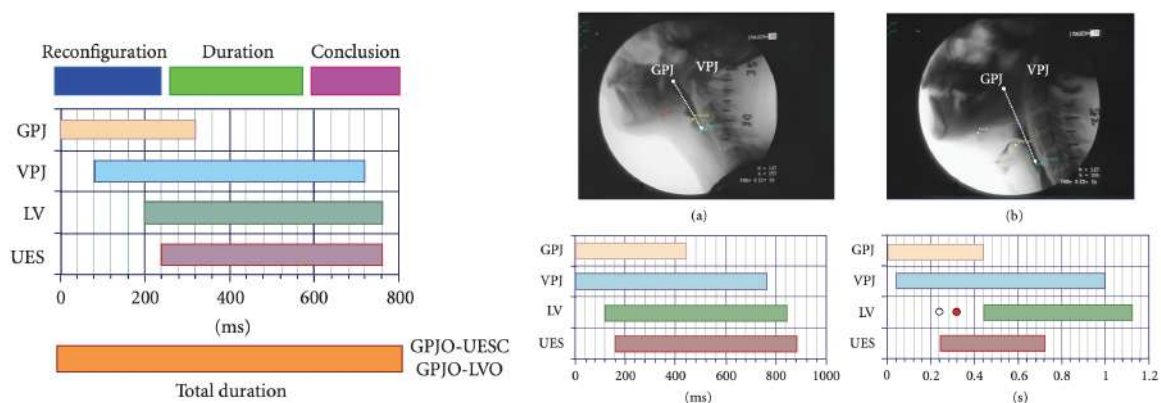 Reconfiguration Duration Conclusion
GPJ
VPJ
LV
UES
0 200 400 600 800
(ms)
GPJO-UESC
GPJO-LVO
Total duration
GPJ VPJ
(a)
GPJ VPJ
(b)
GPJ
VPJ
LV
UES
0 200 400 600 800 1000
(ms)
GPJ
VPJ
LV
UES
0 0.2 0.4 0.6 0.8 1 1.2
(s)